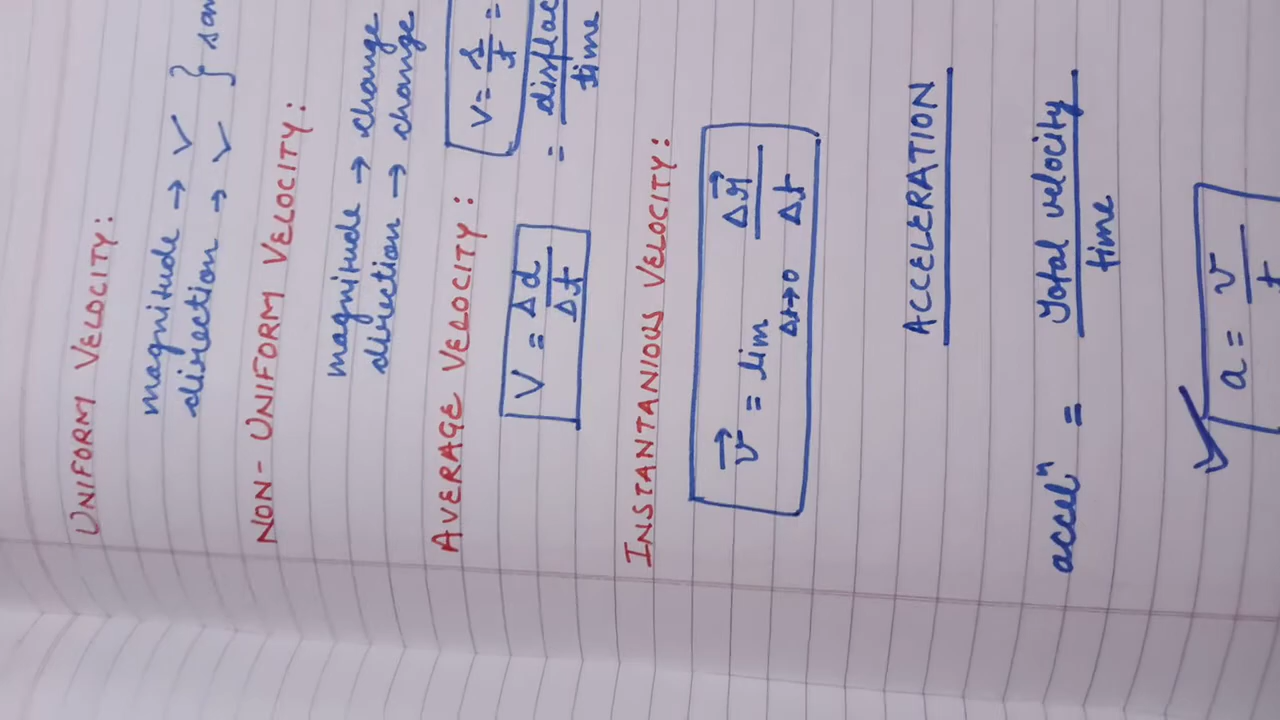 UNIFORM VELOCITY:
magnitude → ✓
direction → ✓ }
NON-UNIFORM VELOCITY:
magnitude → change
direction → change
AVERAGE VELOCITY:
V = s/t =
V = Δd/Δt =
time
INSTANTANIOUS VELOCITY:
v⃗ = lim Δt→0 Δr⃗/Δt
ACCELERATION
accelⁿ = Total velocity/time
a = v/t